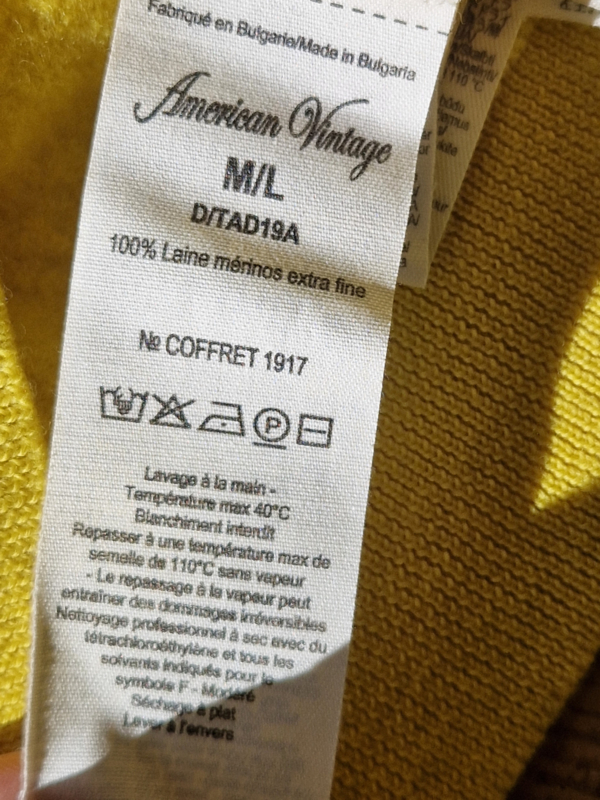 Fabriqué en Bulgarie/Made in Bulgaria
American Vintage
M/L
D/TAD19A
100% Laine mérinos extra fine
№ COFFRET 1917
P
Lavage à la main -
Température max 40°C
Blanchiment interdit
Repasser à une température max de
semelle de 110°C sans vapeur
- Le repassage à la vapeur peut
entraîner des dommages irréversibles
Nettoyage professionnel à sec avec du
tétrachloroéthylène et tous les
solvants indiqués pour le
symbole F - Modéré
Séchage à plat
Laver à l'envers
110 °C